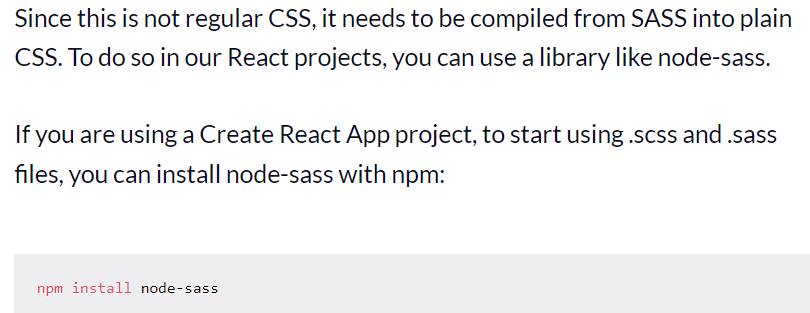 Since this is not regular CSS, it needs to be compiled from SASS into plain
CSS. To do so in our React projects, you can use a library like node-sass.
If you are using a Create React App project, to start using .scss and .sass
files, you can install node-sass with npm:
npm install node-sass